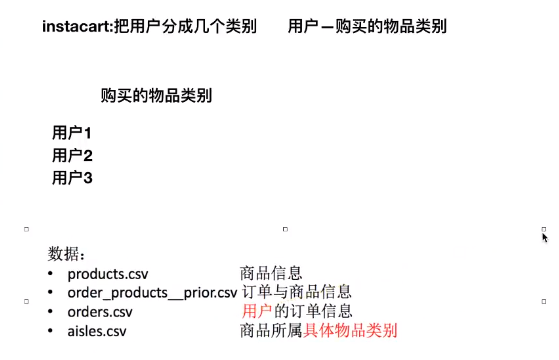 instacart:把用户分成几个类别 用户—购买的物品类别
购买的物品类别
用户1
用户2
用户3
数据：
• products.csv 商品信息
• order_products__prior.csv 订单与商品信息
• orders.csv 用户的订单信息
• aisles.csv 商品所属具体物品类别